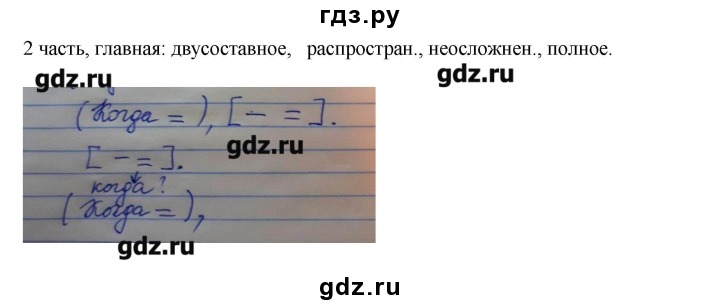 гдз.ру
2 часть, главная: двусоставное, распростран., неосложнен., полное.
gdz.ru
gdz.ru
(Когда = ), [ — = ].
gdz.ru
[ — = ].
когда?
(Когда = ),
gdz.ru
gdz.ru